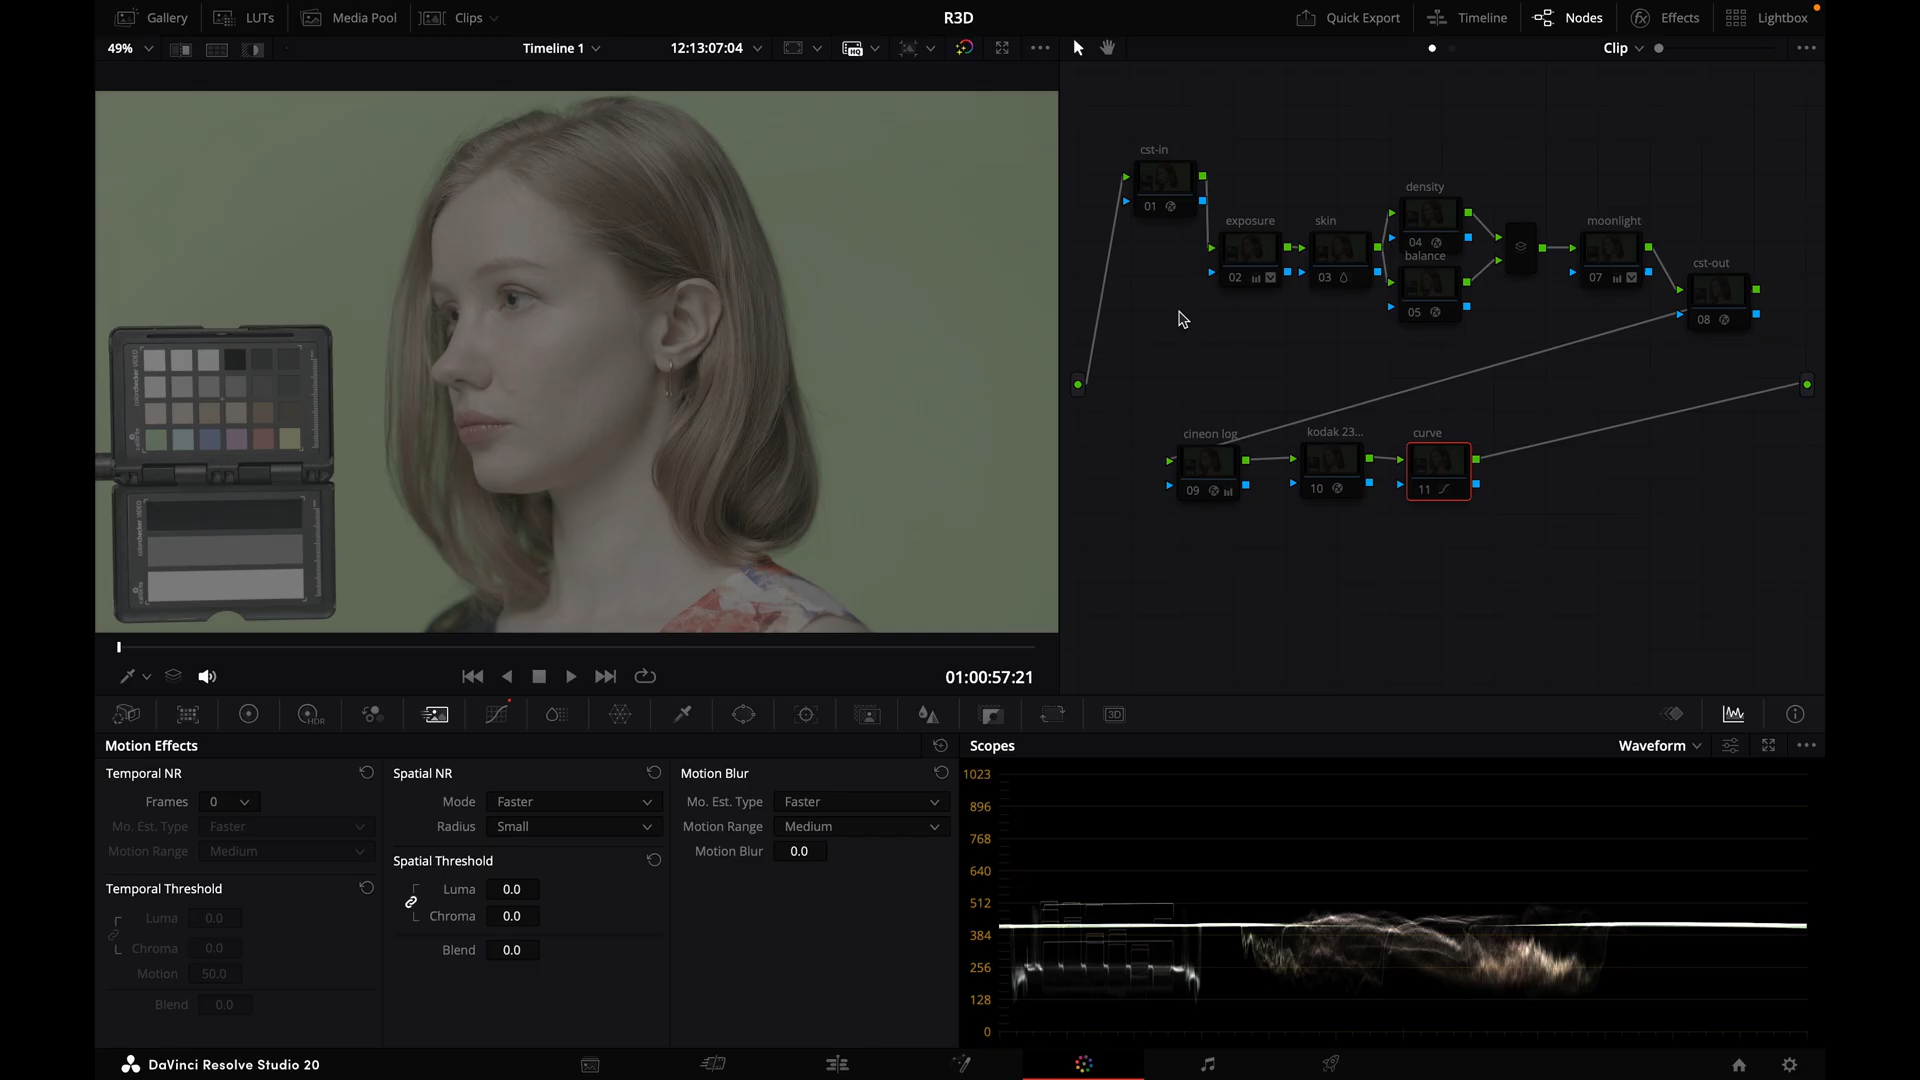 Gallery LUTs Media Pool Clips R3D Quick Export Timeline Nodes Effects Lightbox
49% Timeline 1 12:13:07:04 Clip
cst-in
01
exposure
02
skin
03
density
04
balance
05
moonlight
07
cst-out
08
cineon log
09
kodak 23...
10
curve
11
01:00:57:21
HDR
3D
Motion Effects
Temporal NR
Frames 0
Mo. Est. Type Faster
Motion Range Medium
Temporal Threshold
Luma 0.0
Chroma 0.0
Motion 50.0
Blend 0.0
Spatial NR
Mode Faster
Radius Small
Spatial Threshold
Luma 0.0
Chroma 0.0
Blend 0.0
Motion Blur
Mo. Est. Type Faster
Motion Range Medium
Motion Blur 0.0
Scopes Waveform
1023
896
768
640
512
384
256
128
0
DaVinci Resolve Studio 20